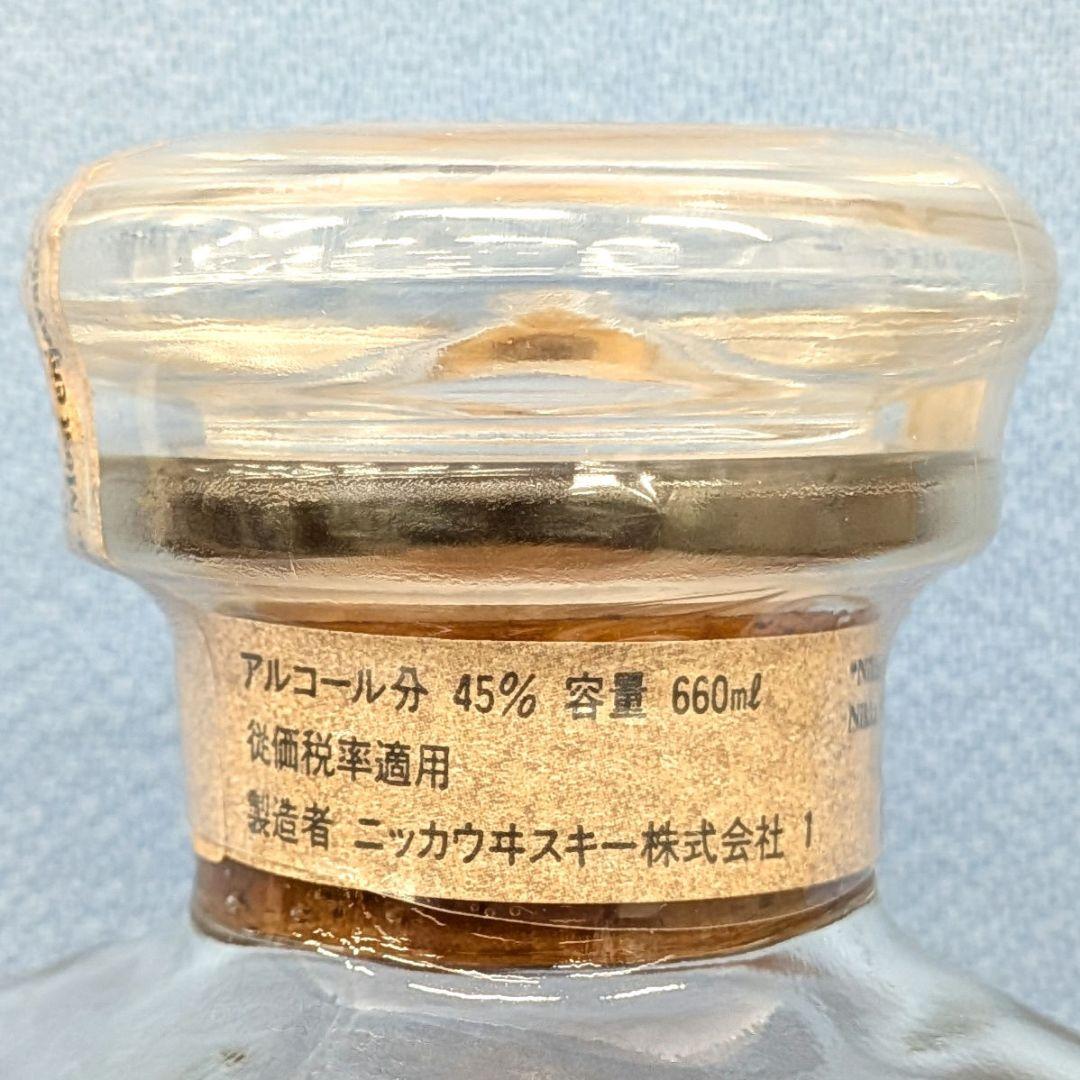 アルコール分 45% 容量 660ml
従価税率適用
製造者 ニッカウヰスキー株式会社 1